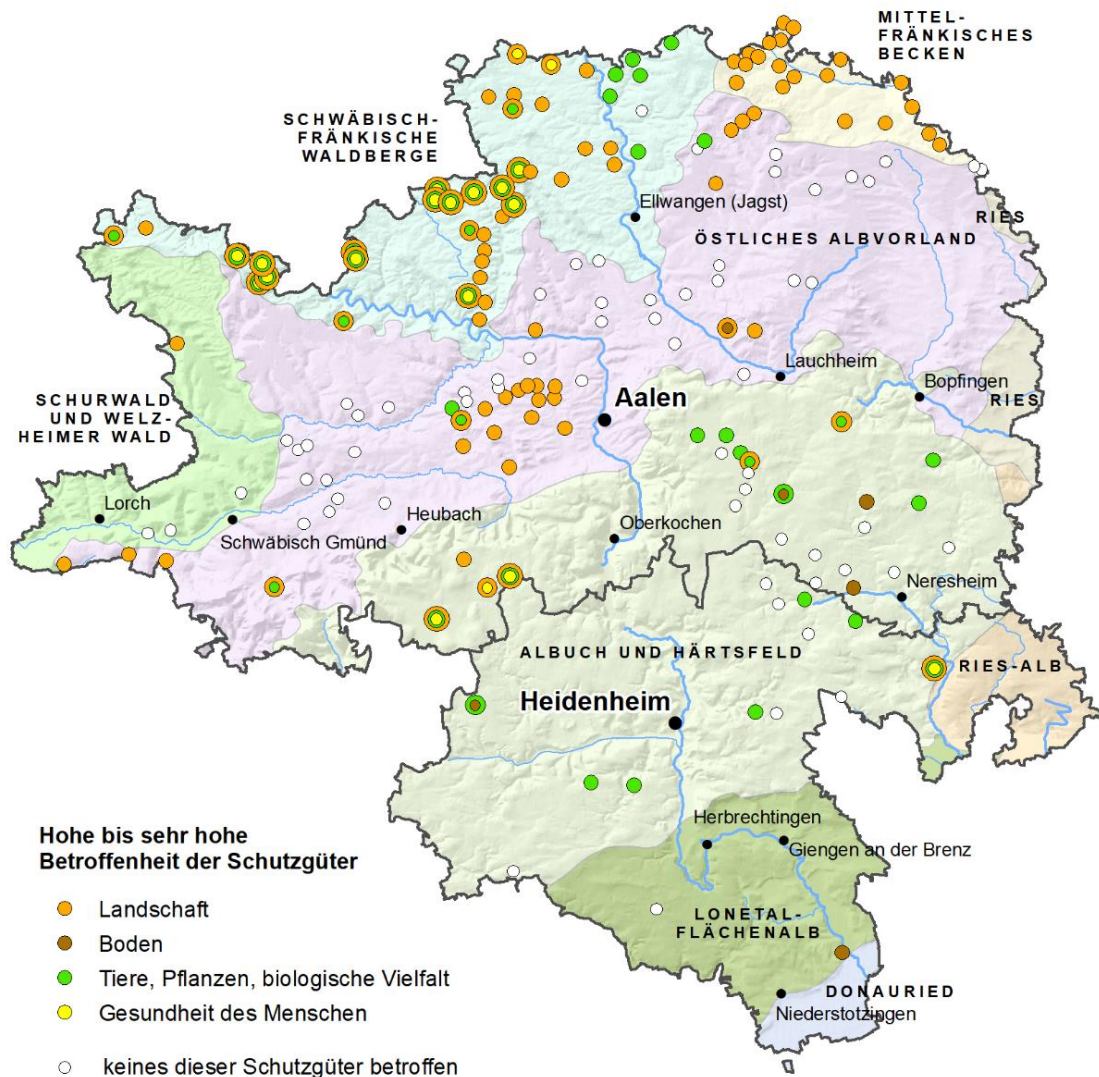 MITTEL-
FRÄNKISCHES
BECKEN
SCHWÄBISCH-
FRÄNKISCHE
WALDBERGE
Ellwangen (Jagst)
RIES
ÖSTLICHES ALBVORLAND
Lauchheim
Bopfingen
RIES
SCHURWALD
UND WELZ-
HEIMER WALD
Aalen
Lorch
Schwäbisch Gmünd
Heubach
Oberkochen
Neresheim
ALBUCH UND HÄRTSFELD
RIES-ALB
Heidenheim
Herbrechtingen
Giengen an der Brenz
LONETAL-
FLÄCHENALB
DONAURIED
Niederstotzingen
Hohe bis sehr hohe
Betroffenheit der Schutzgüter
Landschaft
Boden
Tiere, Pflanzen, biologische Vielfalt
Gesundheit des Menschen
keines dieser Schutzgüter betroffen